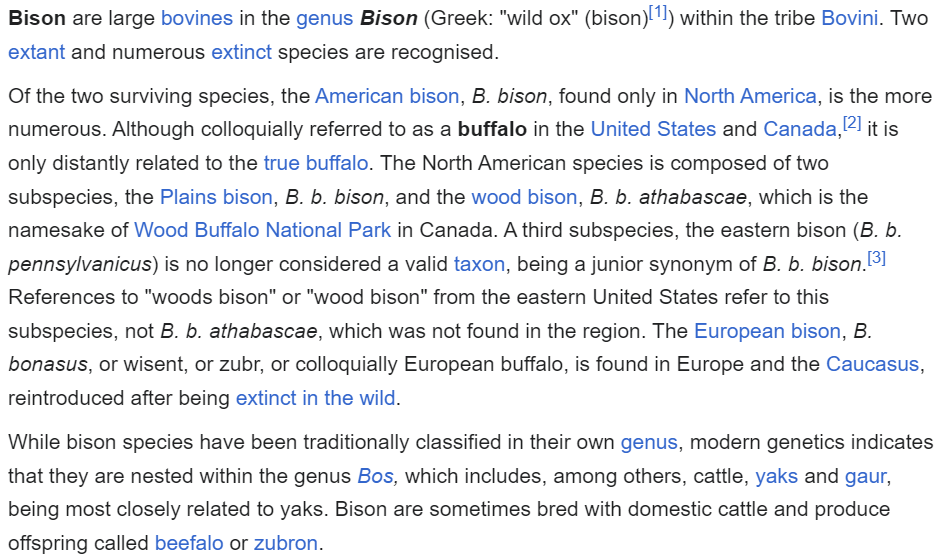 Bison are large bovines in the genus Bison (Greek: "wild ox" (bison)[1]) within the tribe Bovini. Two
extant and numerous extinct species are recognised.
Of the two surviving species, the American bison, B. bison, found only in North America, is the more
numerous. Although colloquially referred to as a buffalo in the United States and Canada,[2] it is
only distantly related to the true buffalo. The North American species is composed of two
subspecies, the Plains bison, B. b. bison, and the wood bison, B. b. athabascae, which is the
namesake of Wood Buffalo National Park in Canada. A third subspecies, the eastern bison (B. b.
pennsylvanicus) is no longer considered a valid taxon, being a junior synonym of B. b. bison.[3]
References to "woods bison" or "wood bison" from the eastern United States refer to this
subspecies, not B. b. athabascae, which was not found in the region. The European bison, B.
bonasus, or wisent, or zubr, or colloquially European buffalo, is found in Europe and the Caucasus,
reintroduced after being extinct in the wild.
While bison species have been traditionally classified in their own genus, modern genetics indicates
that they are nested within the genus Bos, which includes, among others, cattle, yaks and gaur,
being most closely related to yaks. Bison are sometimes bred with domestic cattle and produce
offspring called beefalo or zubron.